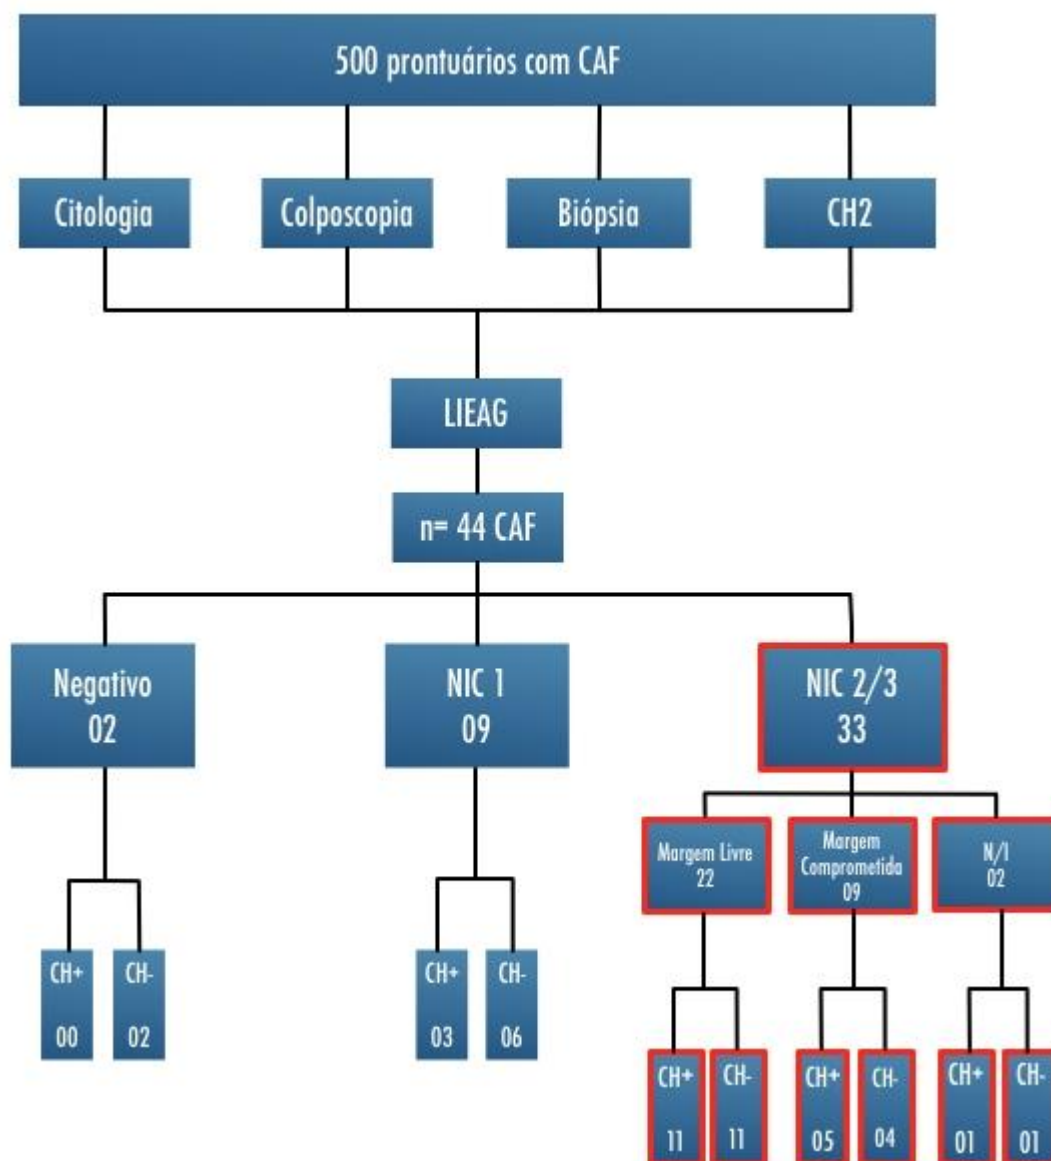 500 prontuários com CAF
Citologia
Colposcopia
Biópsia
CH2
LIEAG
n= 44 CAF
Negativo
02
NIC 1
09
NIC 2/3
33
Margem Livre
22
Margem
Comprometida
09
N/I
02
CH+
00
CH-
02
CH+
03
CH-
06
CH+
11
CH-
11
CH+
05
CH-
04
CH+
01
CH-
01